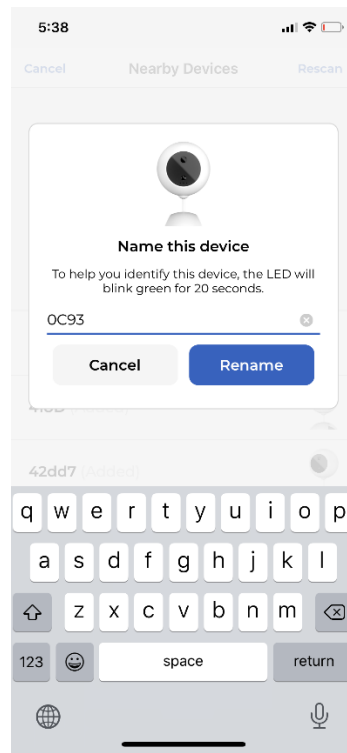 5:38
Cancel Nearby Devices Rescan
Name this device
To help you identify this device, the LED will
blink green for 20 seconds.
0C93
Cancel Rename
42dd7 (Added)
q w e r t y u i o p
a s d f g h j k l
z x c v b n m
123 space return